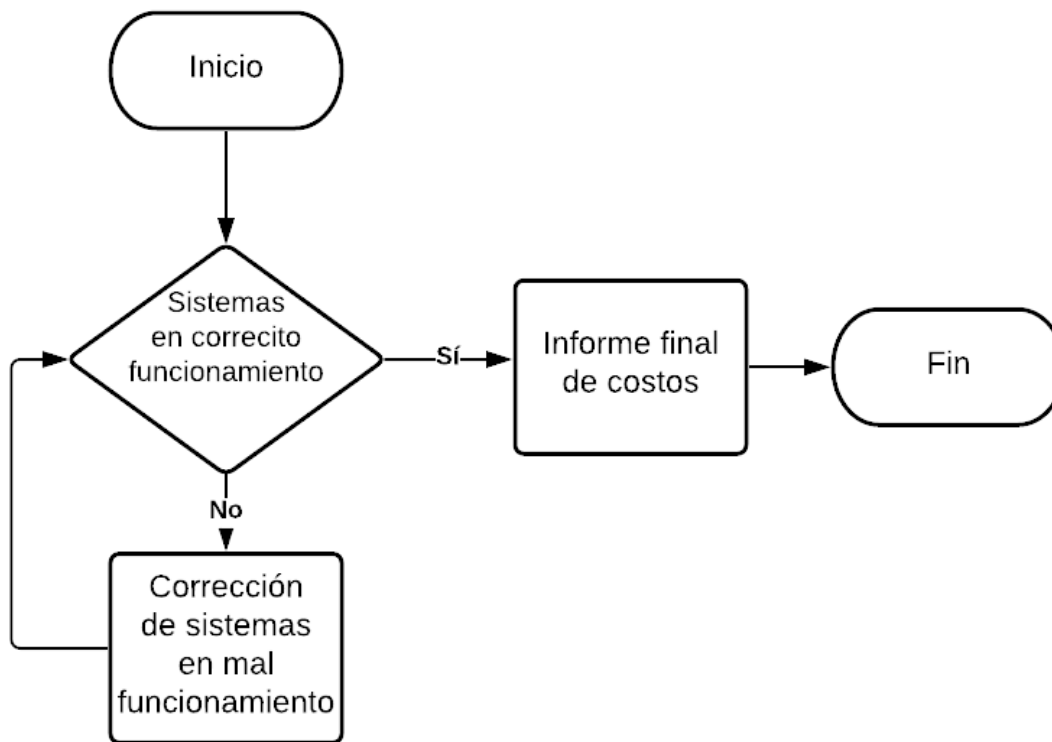 Inicio
Sistemas
en correcito
funcionamiento
Sí
Informe final
de costos
Fin
No
Corrección
de sistemas
en mal
funcionamiento